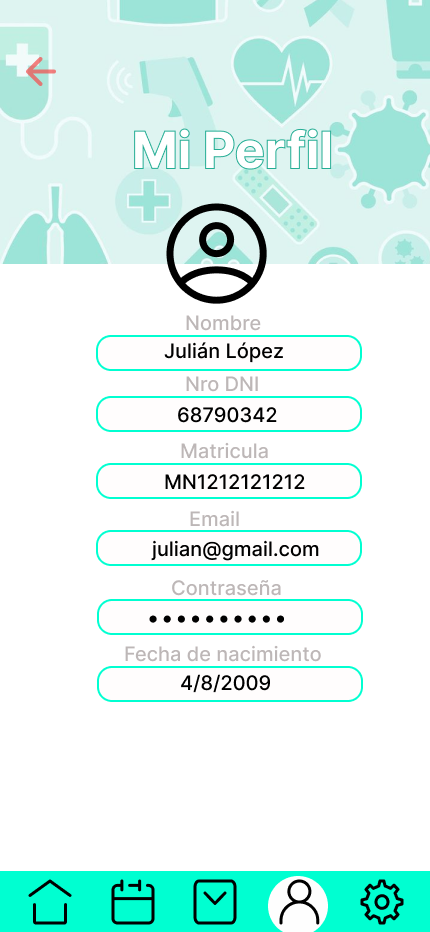 Mi Perfil
Nombre
Julián López
Nro DNI
68790342
Matricula
MN1212121212
Email
julian@gmail.com
Contraseña
••••••••••
Fecha de nacimiento
4/8/2009